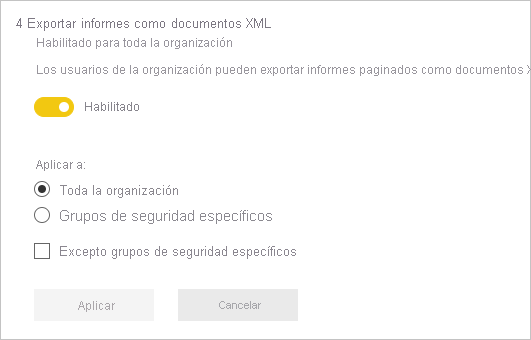 4 Exportar informes como documentos XML
Habilitado para toda la organización
Los usuarios de la organización pueden exportar informes paginados como documentos X
Habilitado
Aplicar a:
Toda la organización
Grupos de seguridad específicos
Excepto grupos de seguridad específicos
Aplicar
Cancelar